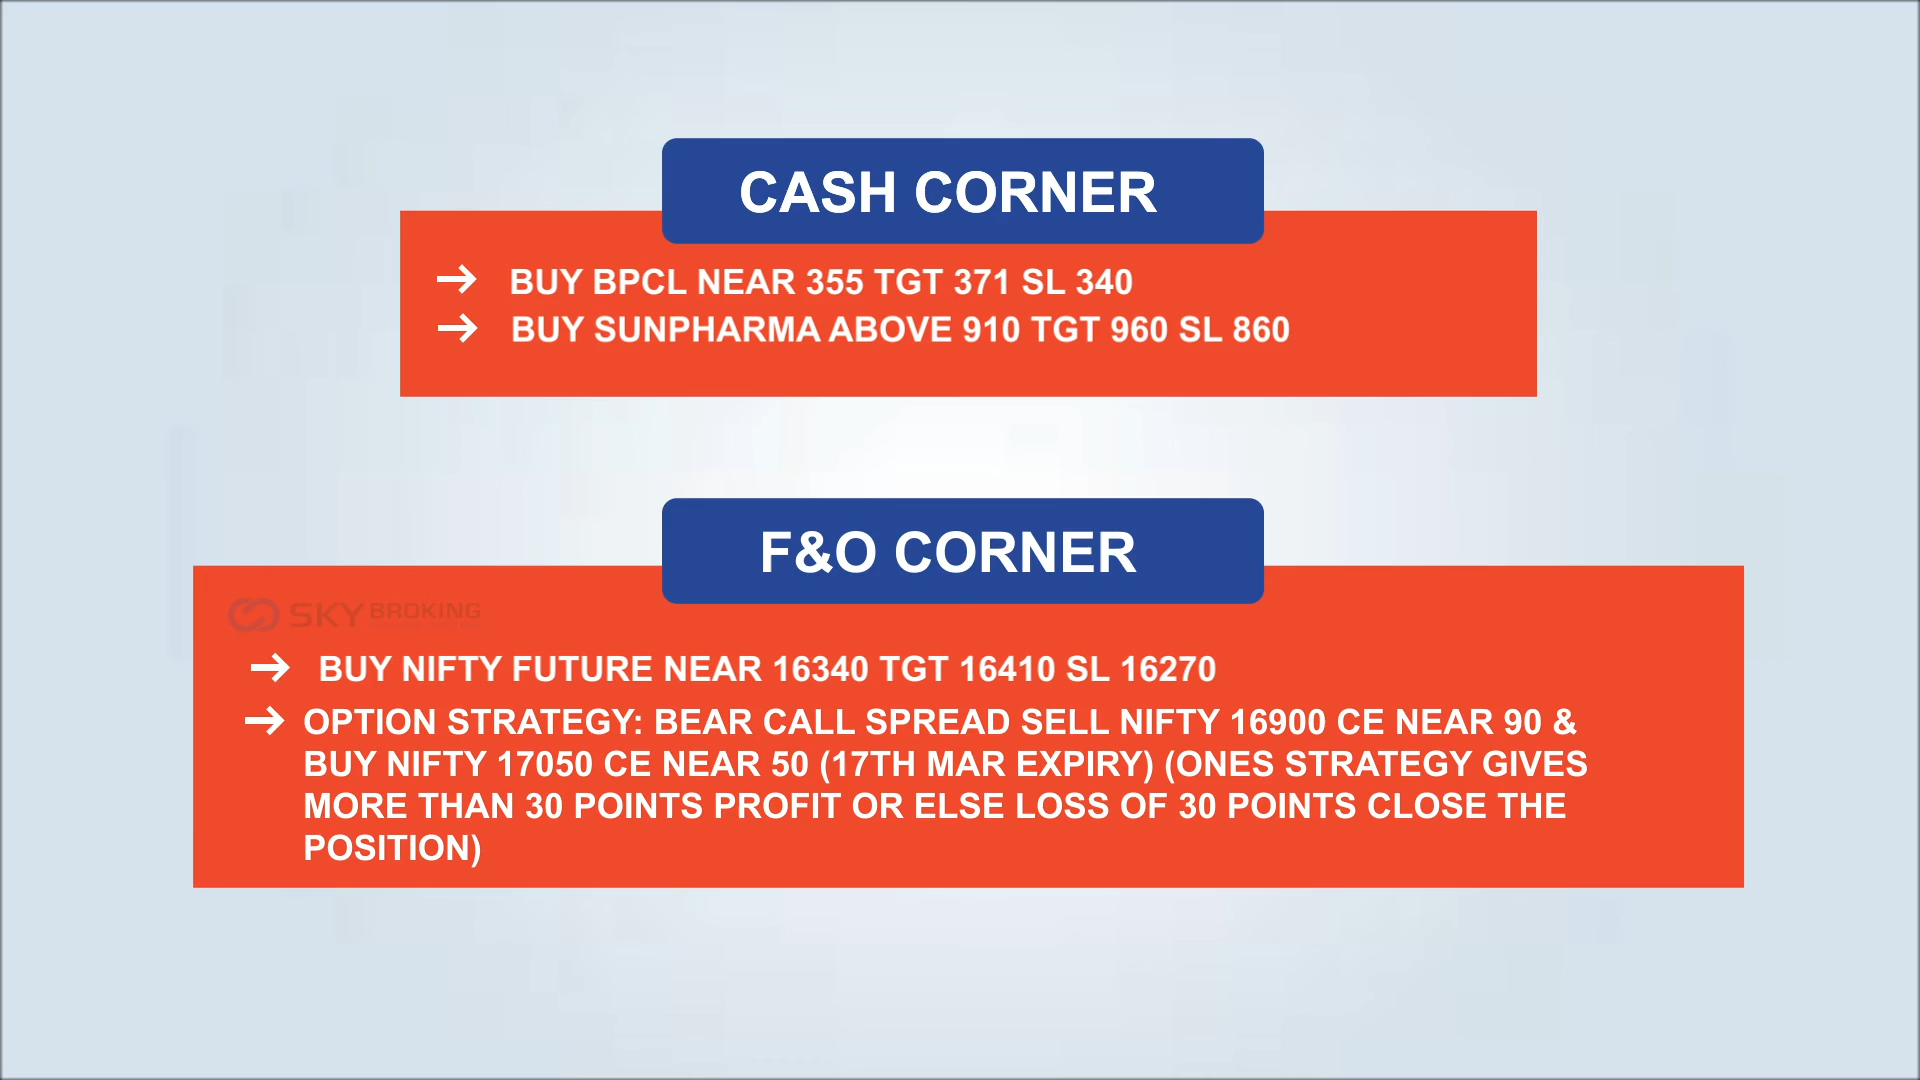 CASH CORNER
→ BUY BPCL NEAR 355 TGT 371 SL 340
→ BUY SUNPHARMA ABOVE 910 TGT 960 SL 860
F&O CORNER
SKY BROKING
→ BUY NIFTY FUTURE NEAR 16340 TGT 16410 SL 16270
→ OPTION STRATEGY: BEAR CALL SPREAD SELL NIFTY 16900 CE NEAR 90 &
BUY NIFTY 17050 CE NEAR 50 (17TH MAR EXPIRY) (ONES STRATEGY GIVES
MORE THAN 30 POINTS PROFIT OR ELSE LOSS OF 30 POINTS CLOSE THE
POSITION)